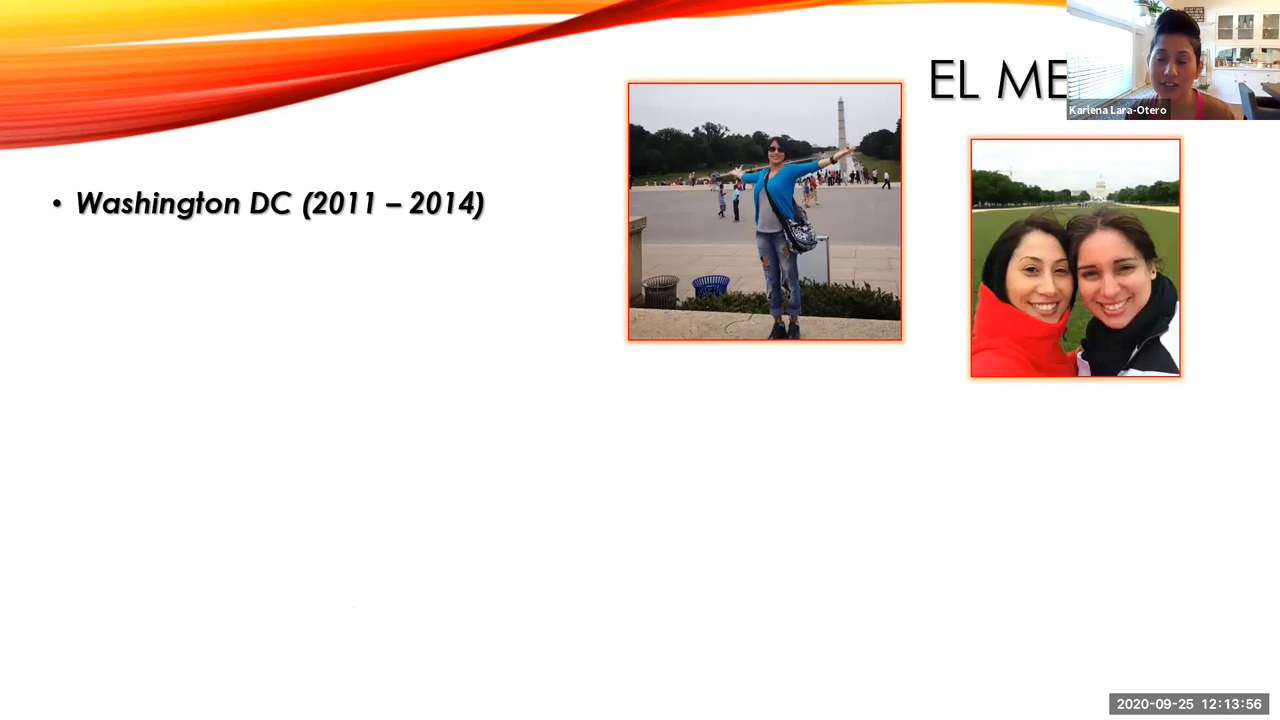 EL ME
Karlena Lara-Otero
• Washington DC (2011 – 2014)
2020-09-25 12:13:56